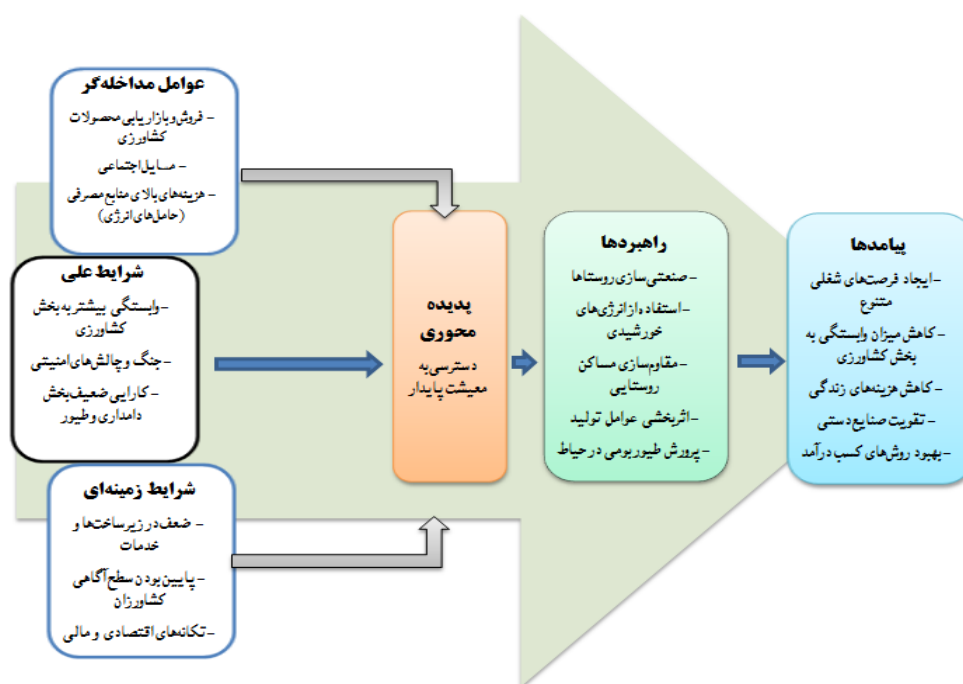 عوامل مداخله‌گر
- فروش و بازاریابی محصولات
کشاورزی
- مسایل اجتماعی
- هزینه‌های بالای منابع مصرفی
(حامل‌های انرژی)
شرایط علی
- وابستگی بیشتر به بخش
کشاورزی
- جنگ و چالش‌های امنیتی
- کارایی ضعیف بخش
دامداری و طیور
شرایط زمینه‌ای
- ضعف در زیرساخت‌ها و
خدمات
- پایین بودن سطح آگاهی
کشاورزان
- تکانه‌های اقتصادی و مالی
پدیده
محوری
دسترسی به
معیشت پایدار
راهبردها
- صنعتی‌سازی روستاها
- استفاده از انرژی‌های
خورشیدی
- مقاوم‌سازی مساکن
روستایی
- اثربخشی عوامل تولید
- پرورش طیور بومی در حیاط
پیامدها
- ایجاد فرصت‌های شغلی
متنوع
- کاهش میزان وابستگی به
بخش کشاورزی
- کاهش هزینه‌های زندگی
- تقویت صنایع دستی
- بهبود روش‌های کسب درآمد